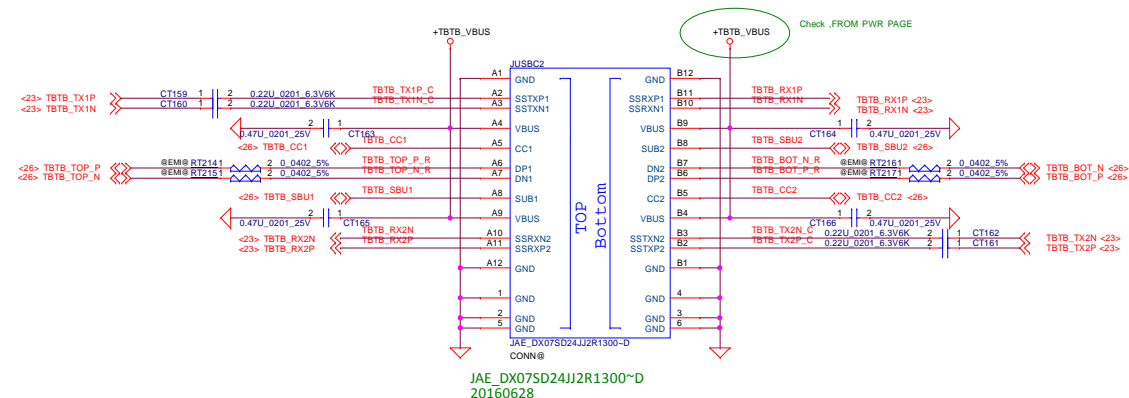 Check ,FROM PWR PAGE
+TBTB_VBUS +TBTB_VBUS
JUSBC2
A1 GND GND B12
<23> TBTB_TX1P CT159 1 2 0.22U_0201_6.3V6K TBTB_TX1P_C A2 SSTXP1 SSRXP1 B11 TBTB_RX1P TBTB_RX1P <23>
<23> TBTB_TX1N CT160 1 2 0.22U_0201_6.3V6K TBTB_TX1N_C A3 SSTXN1 SSRXN1 B10 TBTB_RX1N TBTB_RX1N <23>
2 1 A4 VBUS VBUS B9 1 2
0.47U_0201_25V CT163 CT164 0.47U_0201_25V
<26> TBTB_CC1 TBTB_CC1 A5 CC1 SUB2 B8 TBTB_SBU2 TBTB_SBU2 <26>
<26> TBTB_TOP_P @EMI@ RT2141 2 0_0402_5% TBTB_TOP_P_R A6 DP1 DN2 B7 TBTB_BOT_N_R @EMI@ RT2161 2 0_0402_5% TBTB_BOT_N <26>
<26> TBTB_TOP_N @EMI@ RT2151 2 0_0402_5% TBTB_TOP_N_R A7 DN1 DP2 B6 TBTB_BOT_P_R @EMI@ RT2171 2 0_0402_5% TBTB_BOT_P <26>
<26> TBTB_SBU1 TBTB_SBU1 A8 SUB1 CC2 B5 TBTB_CC2 TBTB_CC2 <26>
2 1 A9 VBUS VBUS B4 1 2
0.47U_0201_25V CT165 CT166 0.47U_0201_25V
<23> TBTB_RX2N TBTB_RX2N A10 SSRXN2 SSTXN2 B3 TBTB_TX2N_C 0.22U_0201_6.3V6K 2 1 CT162 TBTB_TX2N <23>
<23> TBTB_RX2P TBTB_RX2P A11 SSRXP2 SSTXP2 B2 TBTB_TX2P_C 0.22U_0201_6.3V6K 2 1 CT161 TBTB_TX2P <23>
A12 GND GND B1
TOP
Bottom
1 GND GND 4
2 GND GND 3
5 GND GND 6
JAE_DX07SD24JJ2R1300~D
CONN@
JAE_DX07SD24JJ2R1300~D
20160628